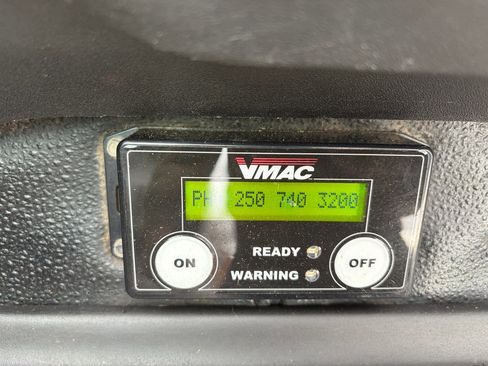 VMAC
PH 250 740 3200
READY
ON
OFF
WARNING